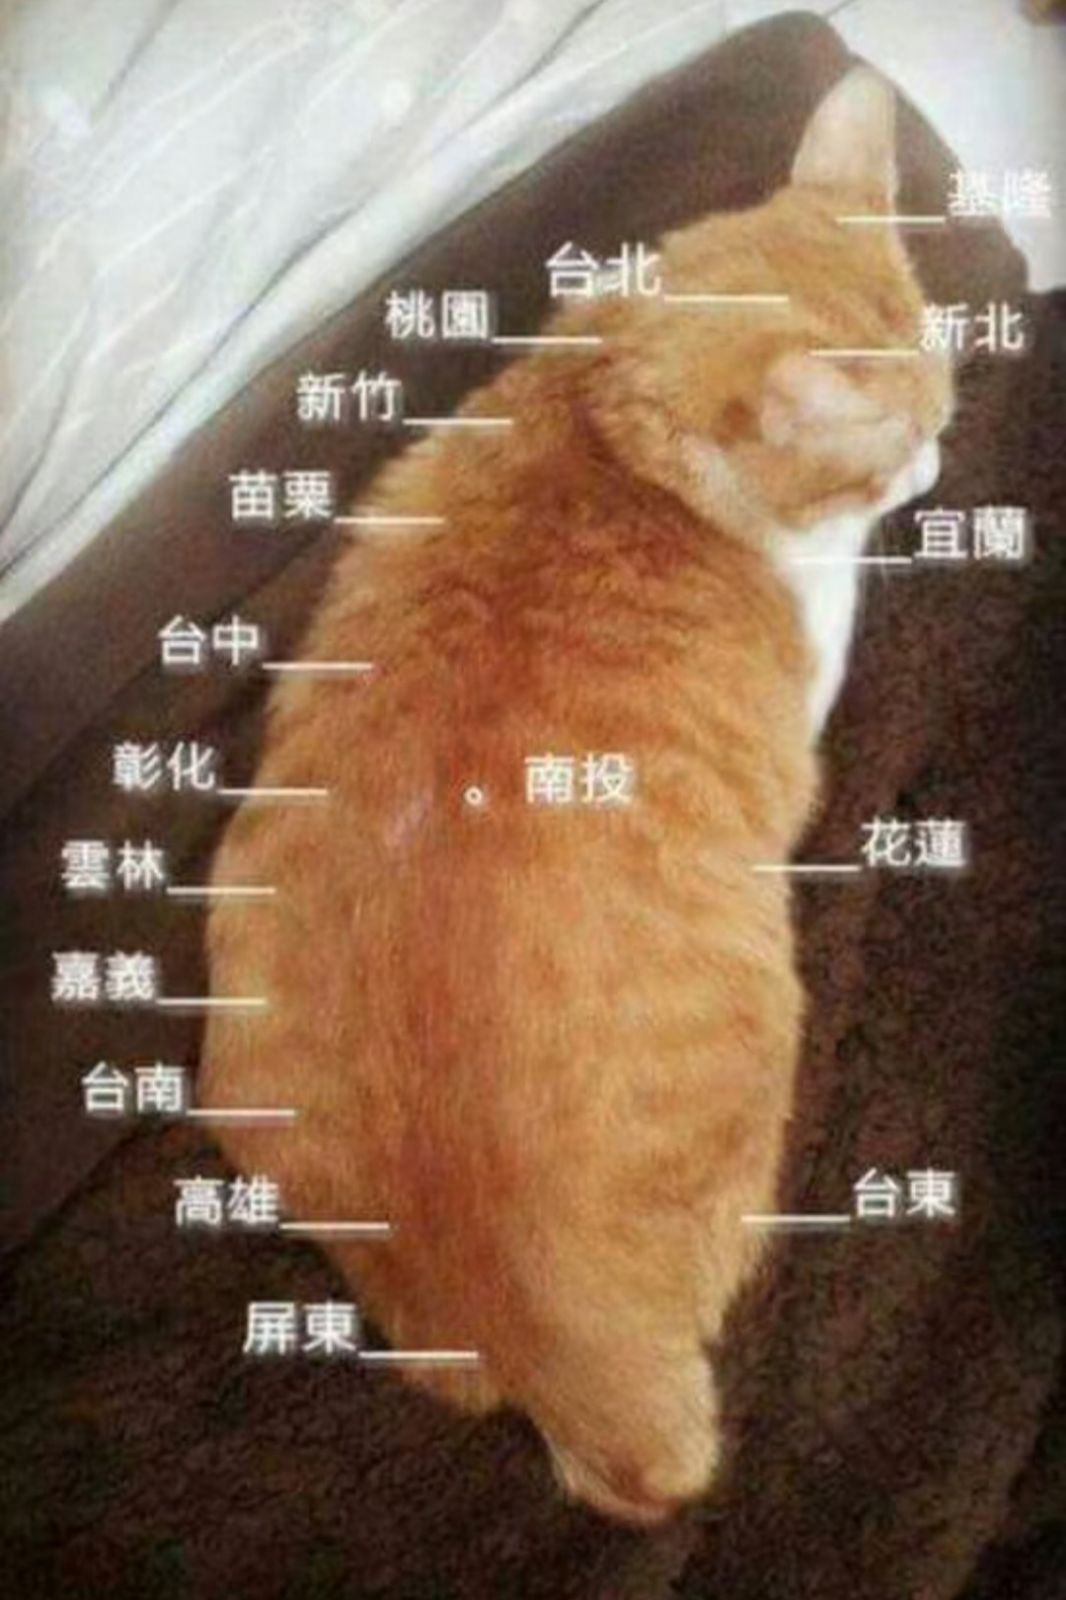 基隆
台北
桃園
新北
新竹
苗栗
宜蘭
台中
彰化
。南投
花蓮
雲林
嘉義
台南
高雄
台東
屏東